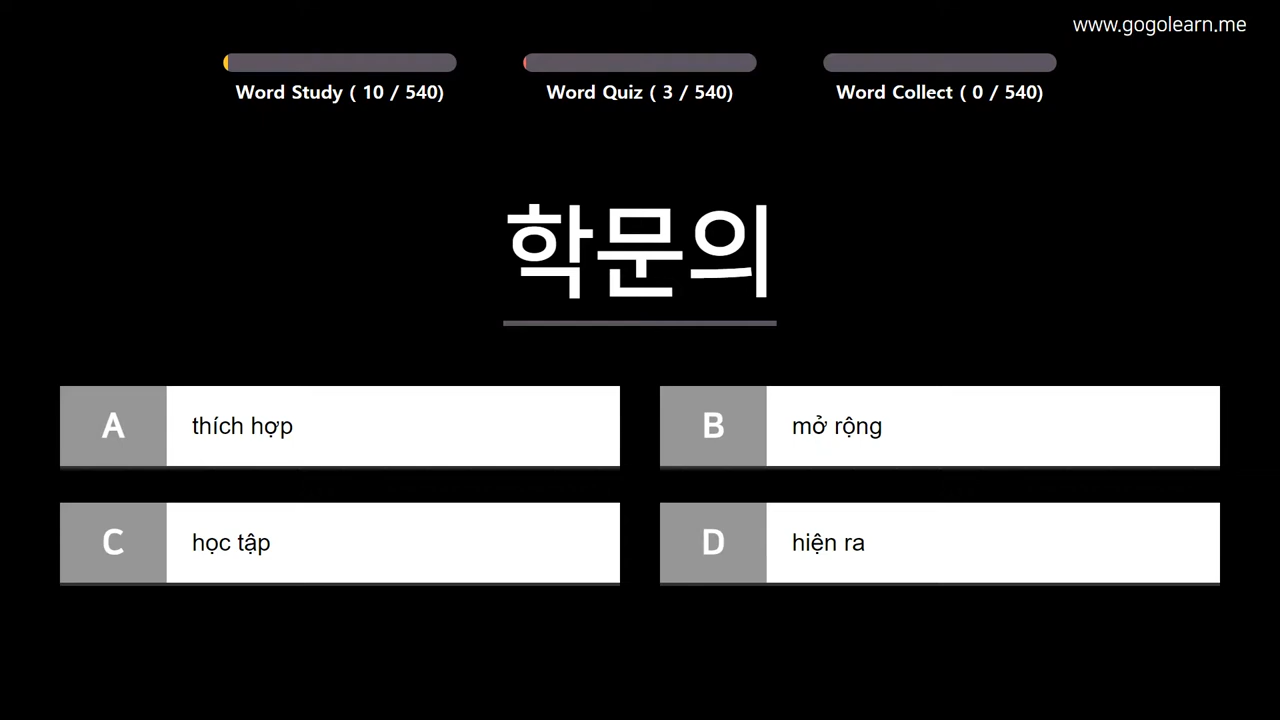 www.gogolearn.me
Word Study ( 10 / 540)
Word Quiz ( 3 / 540)
Word Collect ( 0 / 540)
학문의
A thích hợp
B mở rộng
C học tập
D hiện ra